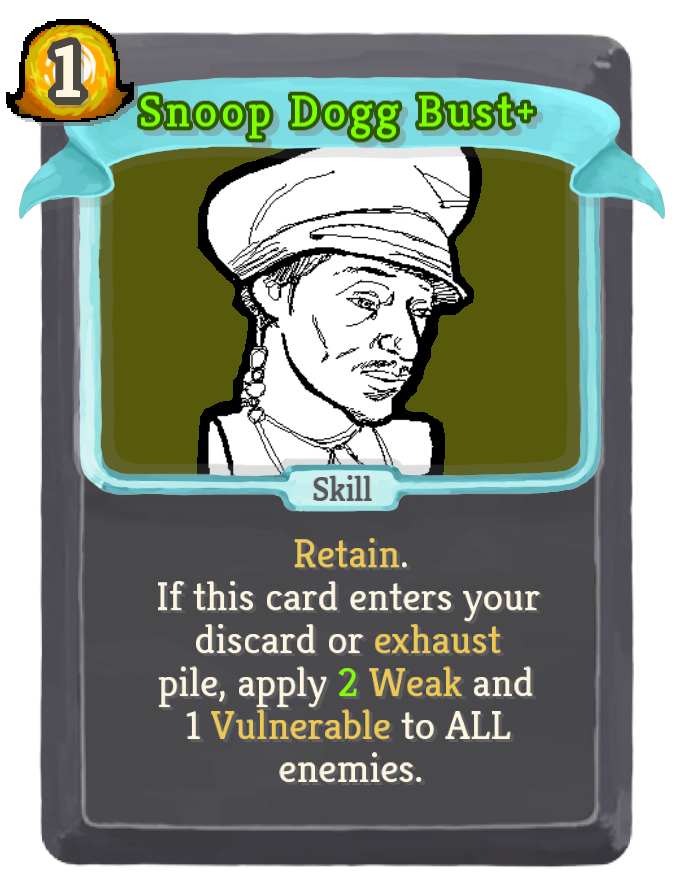 1
Snoop Dogg Bust+
Skill
Retain.
If this card enters your
discard or exhaust
pile, apply 2 Weak and
1 Vulnerable to ALL
enemies.